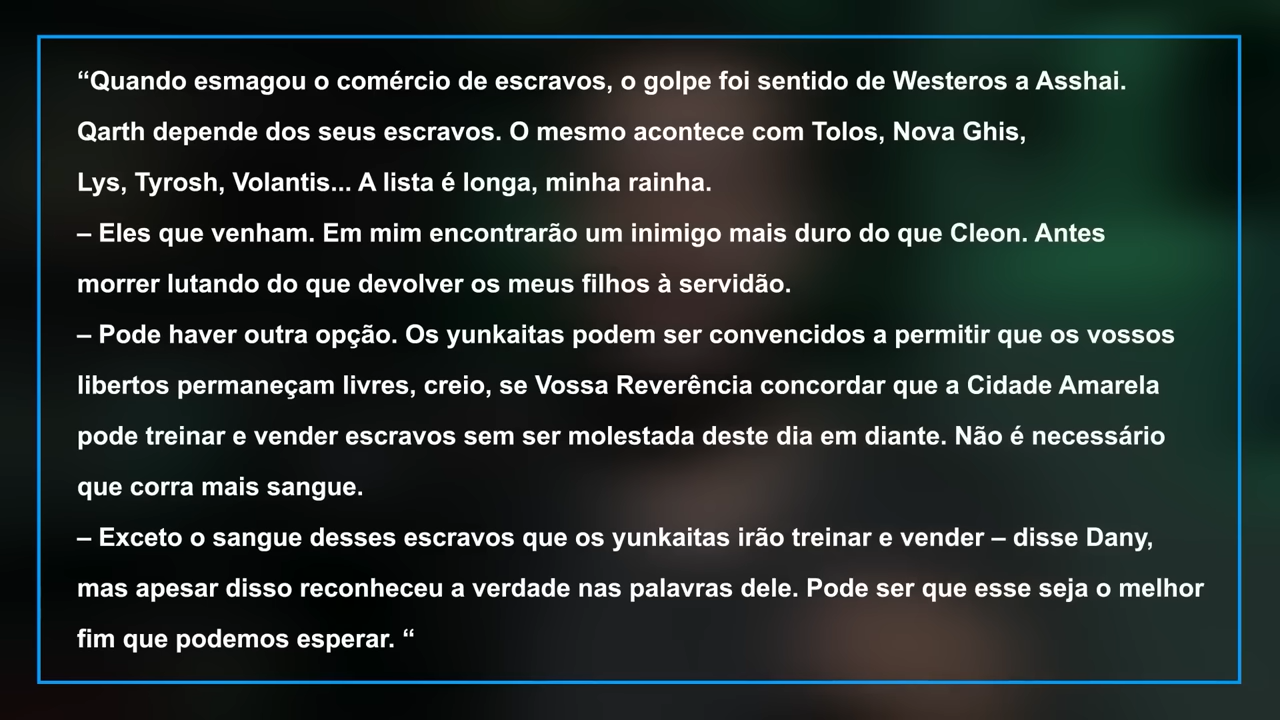 “Quando esmagou o comércio de escravos, o golpe foi sentido de Westeros a Asshai.
Qarth depende dos seus escravos. O mesmo acontece com Tolos, Nova Ghis,
Lys, Tyrosh, Volantis... A lista é longa, minha rainha.
– Eles que venham. Em mim encontrarão um inimigo mais duro do que Cleon. Antes
morrer lutando do que devolver os meus filhos à servidão.
– Pode haver outra opção. Os yunkaitas podem ser convencidos a permitir que os vossos
libertos permaneçam livres, creio, se Vossa Reverência concordar que a Cidade Amarela
pode treinar e vender escravos sem ser molestada deste dia em diante. Não é necessário
que corra mais sangue.
– Exceto o sangue desses escravos que os yunkaitas irão treinar e vender – disse Dany,
mas apesar disso reconheceu a verdade nas palavras dele. Pode ser que esse seja o melhor
fim que podemos esperar. “